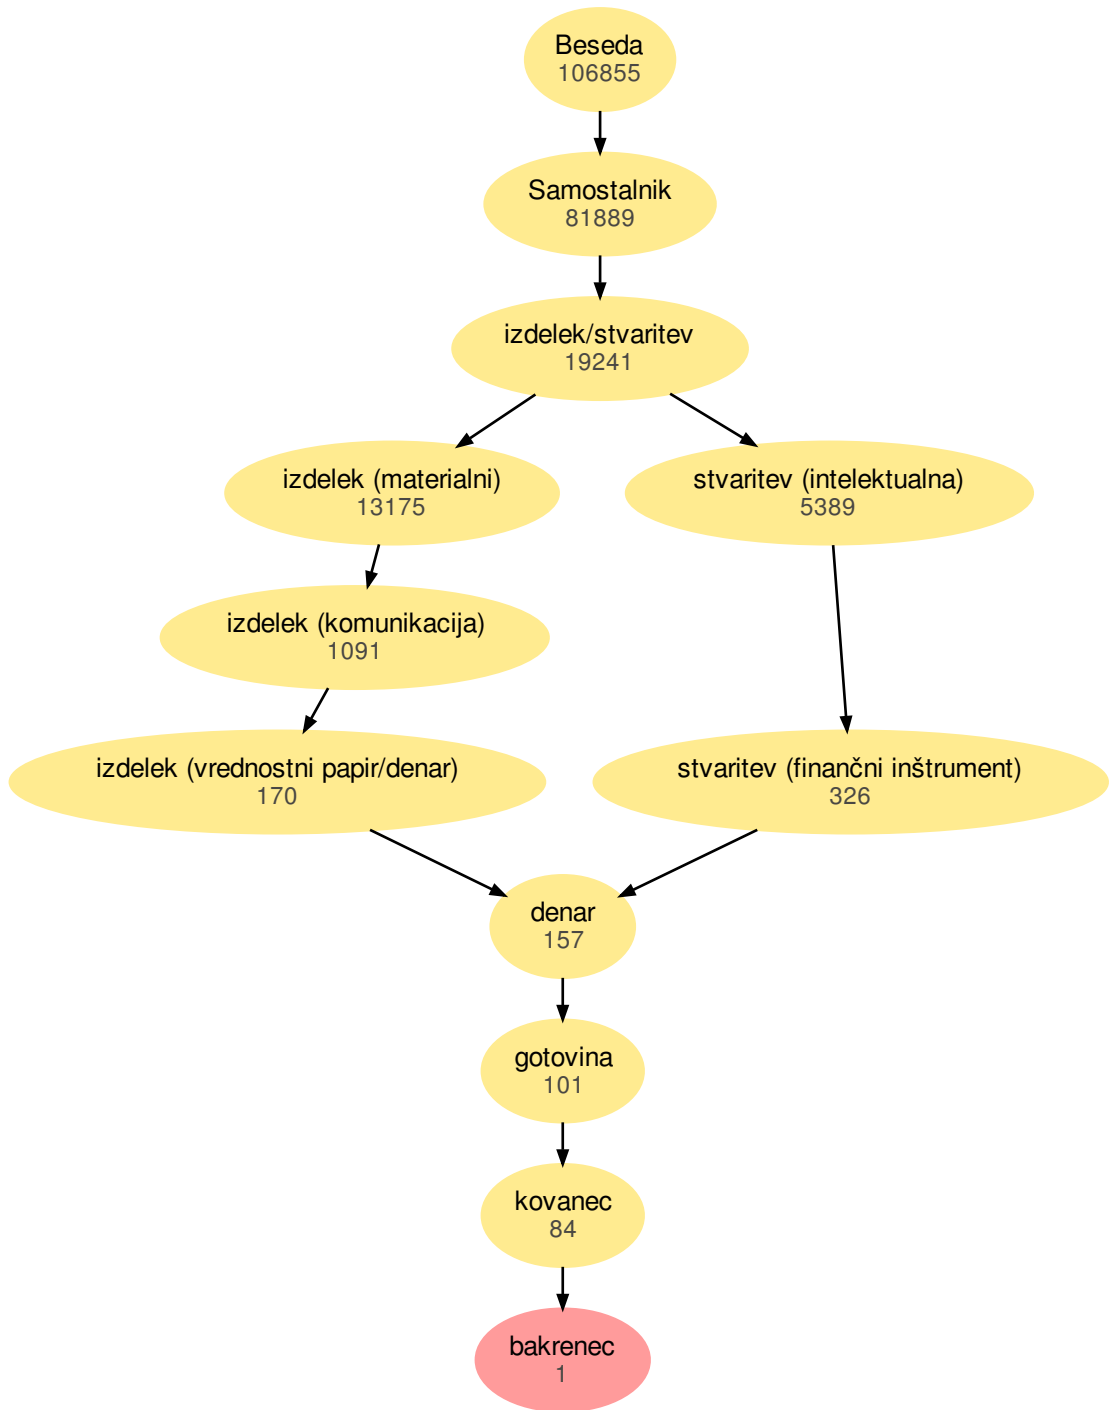 Beseda
106855
Samostalnik
81889
izdelek/stvaritev
19241
izdelek (materialni)
13175
stvaritev (intelektualna)
5389
izdelek (komunikacija)
1091
izdelek (vrednostni papir/denar)
170
stvaritev (finančni inštrument)
326
denar
157
gotovina
101
kovanec
84
bakrenec
1